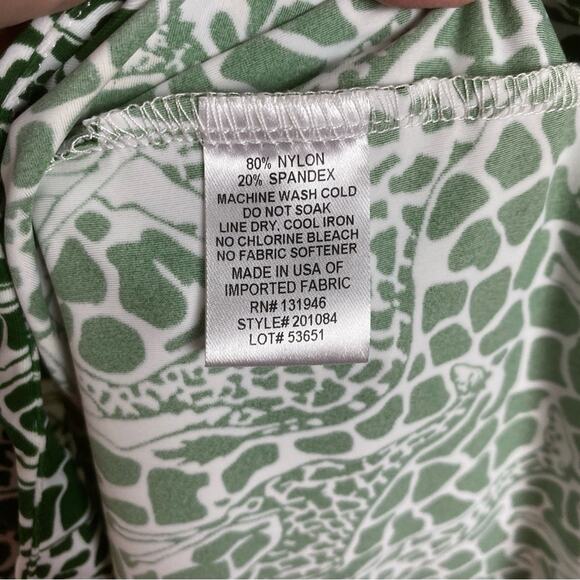 80% NYLON
20% SPANDEX
MACHINE WASH COLD
DO NOT SOAK
LINE DRY, COOL IRON
NO CHLORINE BLEACH
NO FABRIC SOFTENER
MADE IN USA OF
IMPORTED FABRIC
RN# 131946
STYLE# 201084
LOT# 53651